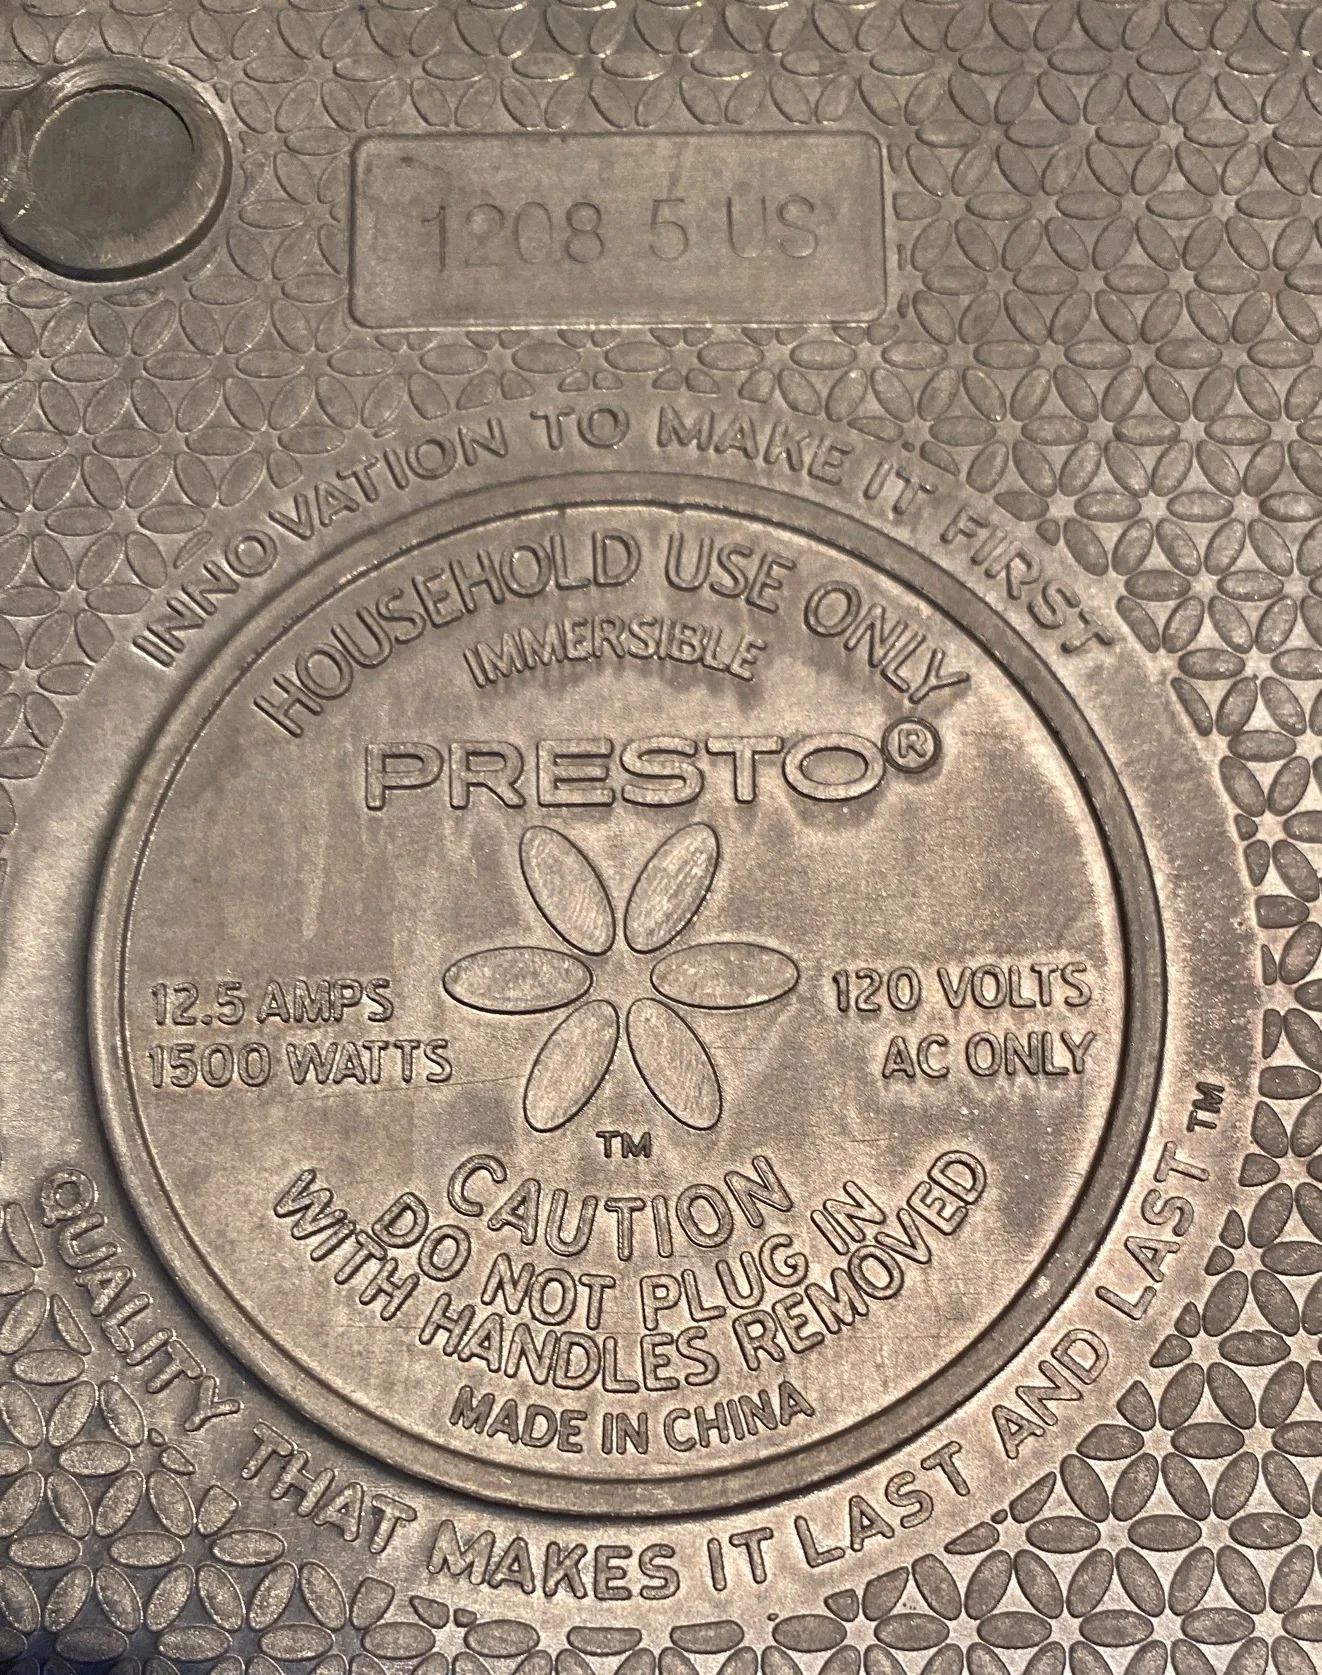 1208 5 US
INNOVATION TO MAKE IT FIRST
HOUSEHOLD USE ONLY
IMMERSIBLE
PRESTO®
12.5 AMPS
1500 WATTS
120 VOLTS
AC ONLY
TM
CAUTION
DO NOT PLUG IN
WITH HANDLES REMOVED
MADE IN CHINA
QUALITY THAT MAKES IT LAST AND LAST™